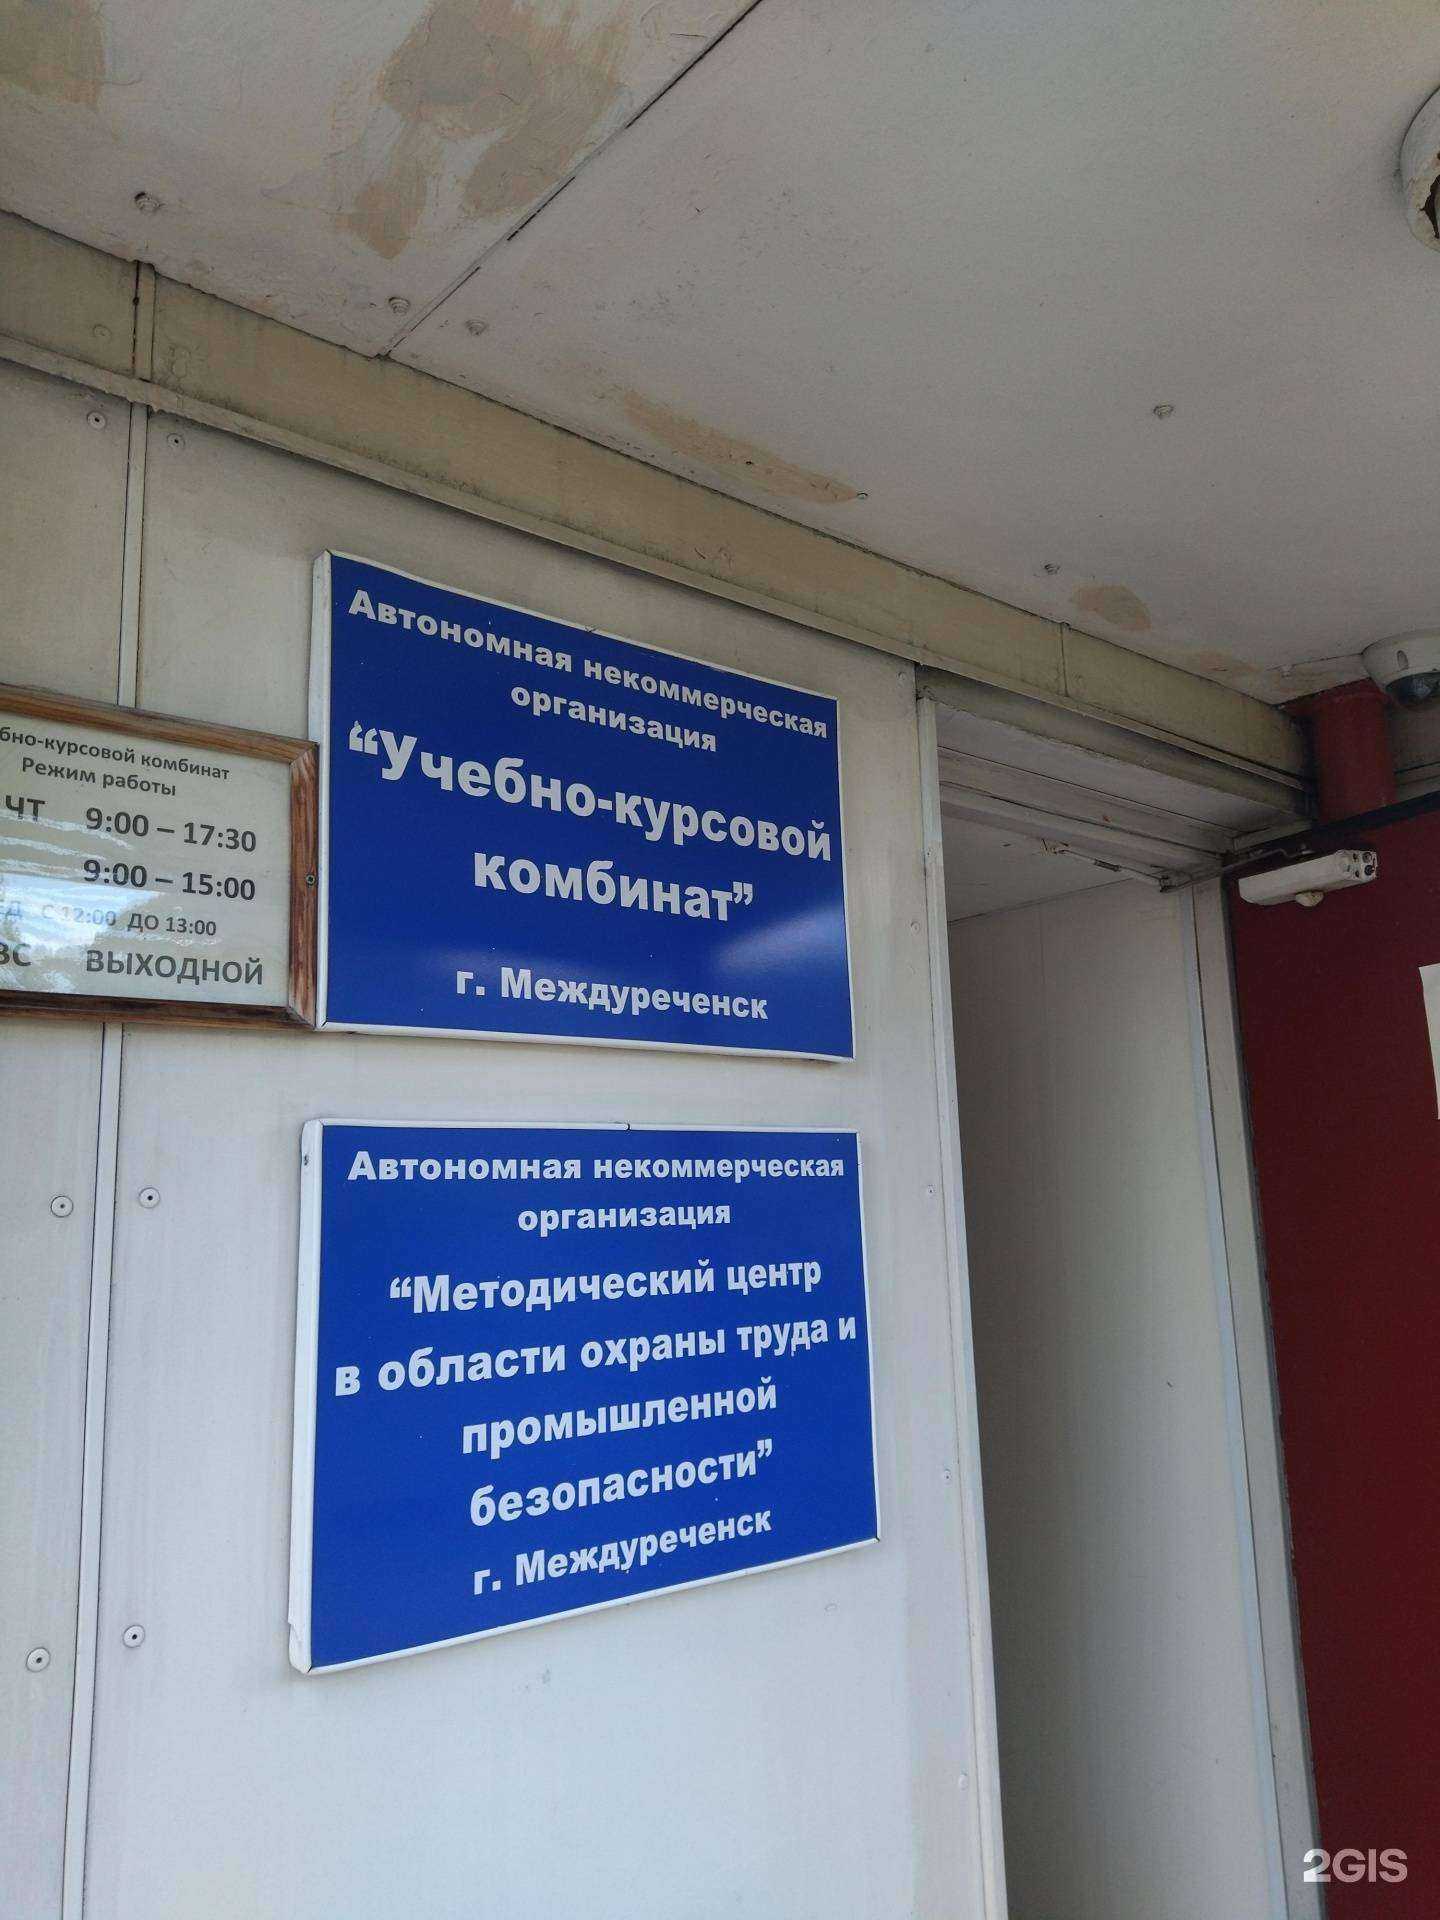 бно-курсовой комбинат
Режим работы
ЧТ 9:00 – 17:30
9:00 – 15:00
ЕД С 12:00 ДО 13:00
ВС ВЫХОДНОЙ
Автономная некоммерческая
организация
“Учебно-курсовой
комбинат”
г. Междуреченск
Автономная некоммерческая
организация
“Методический центр
в области охраны труда и
промышленной
безопасности”
г. Междуреченск
2GIS